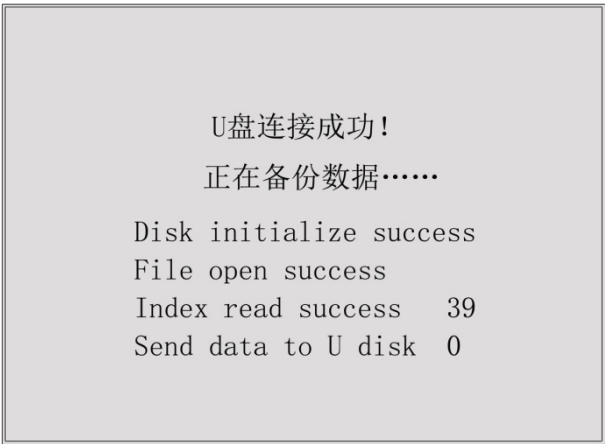 U盘连接成功!
正在备份数据……
Disk initialize success
File open success
Index read success 39
Send data to U disk 0